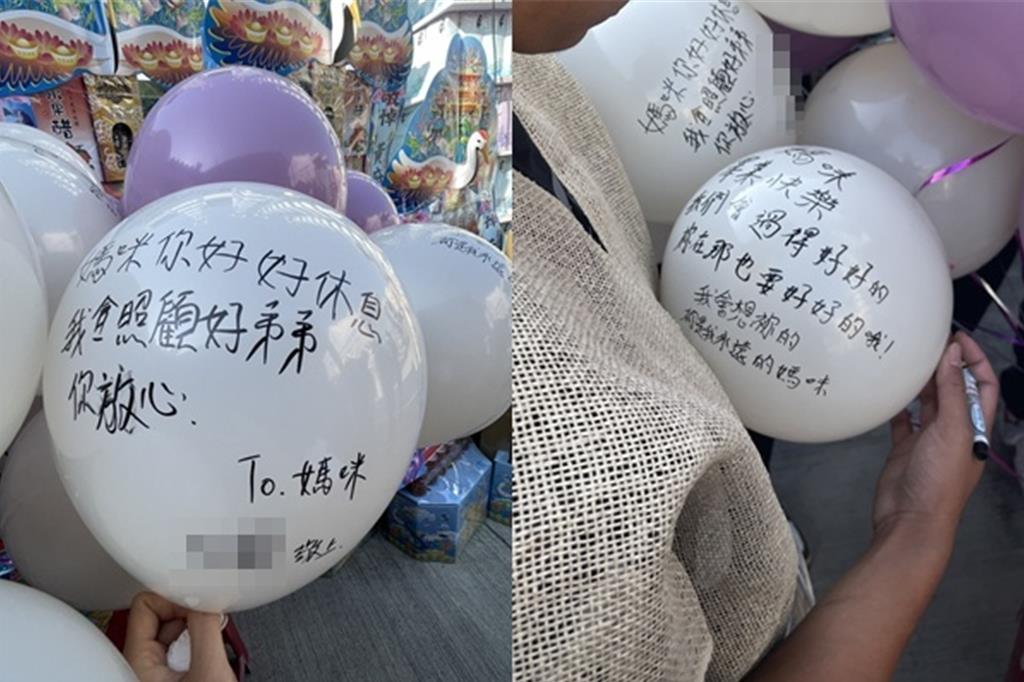 媽咪你好好休息
我會照顧好弟弟
你放心.
To. 媽咪
敬上.
媽咪你好好休息
我會照顧好弟弟
你放心.
媽咪
快樂
我們會過得好好的
你在那也要好好的哦!
我會想祢的
永遠的媽咪